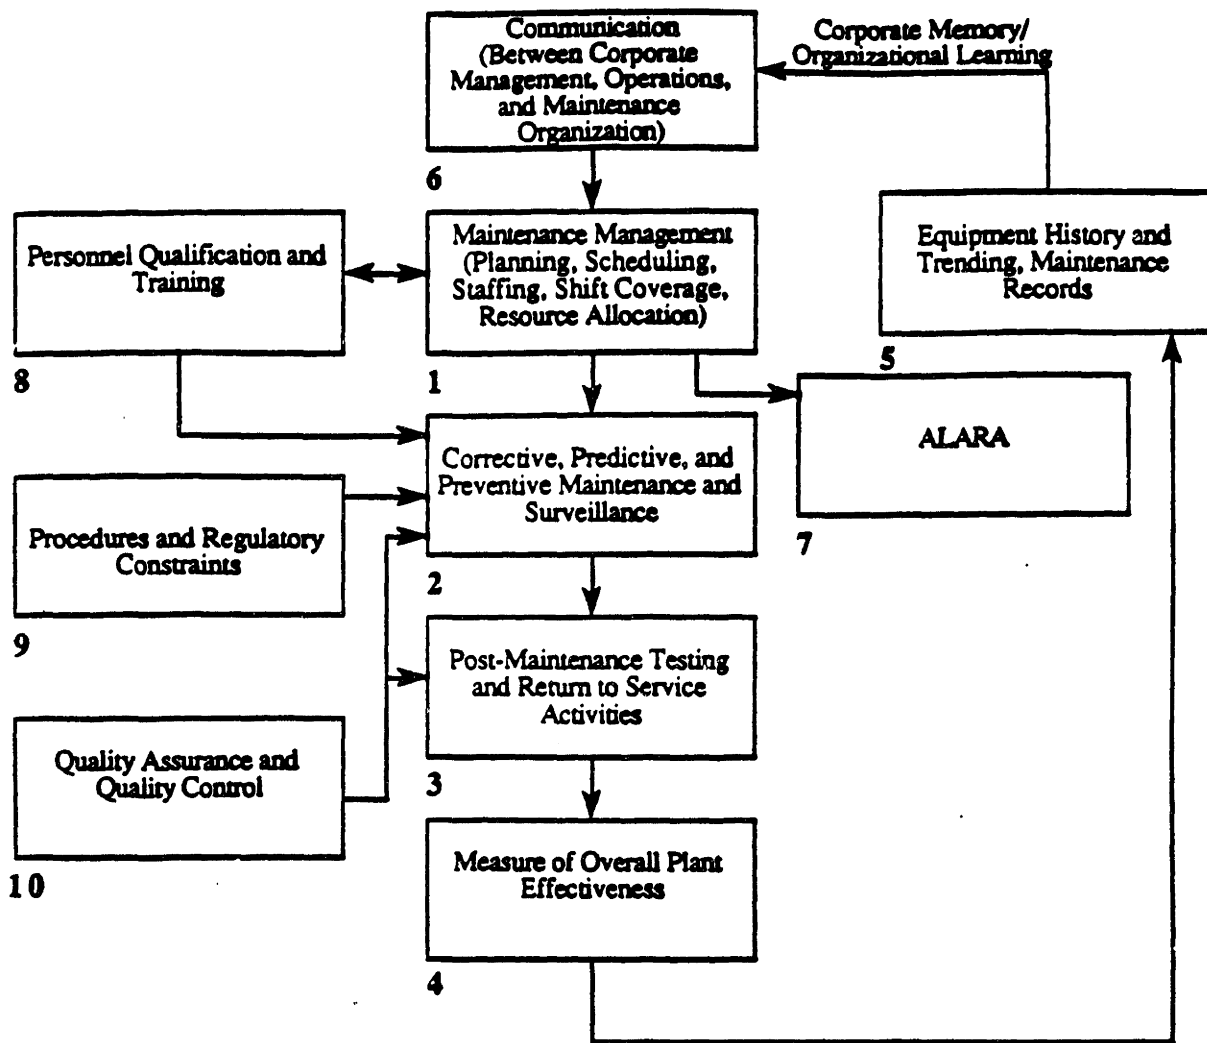 Communication
(Between Corporate
Management, Operations,
and Maintenance
Organization)
6
Corporate Memory/
Organizational Learning
Personnel Qualification and
Training
8
Maintenance Management
(Planning, Scheduling,
Staffing, Shift Coverage,
Resource Allocation)
1
Equipment History and
Trending, Maintenance
Records
5
ALARA
7
Corrective, Predictive, and
Preventive Maintenance and
Surveillance
2
Procedures and Regulatory
Constraints
9
Post-Maintenance Testing
and Return to Service
Activities
3
Quality Assurance and
Quality Control
10
Measure of Overall Plant
Effectiveness
4